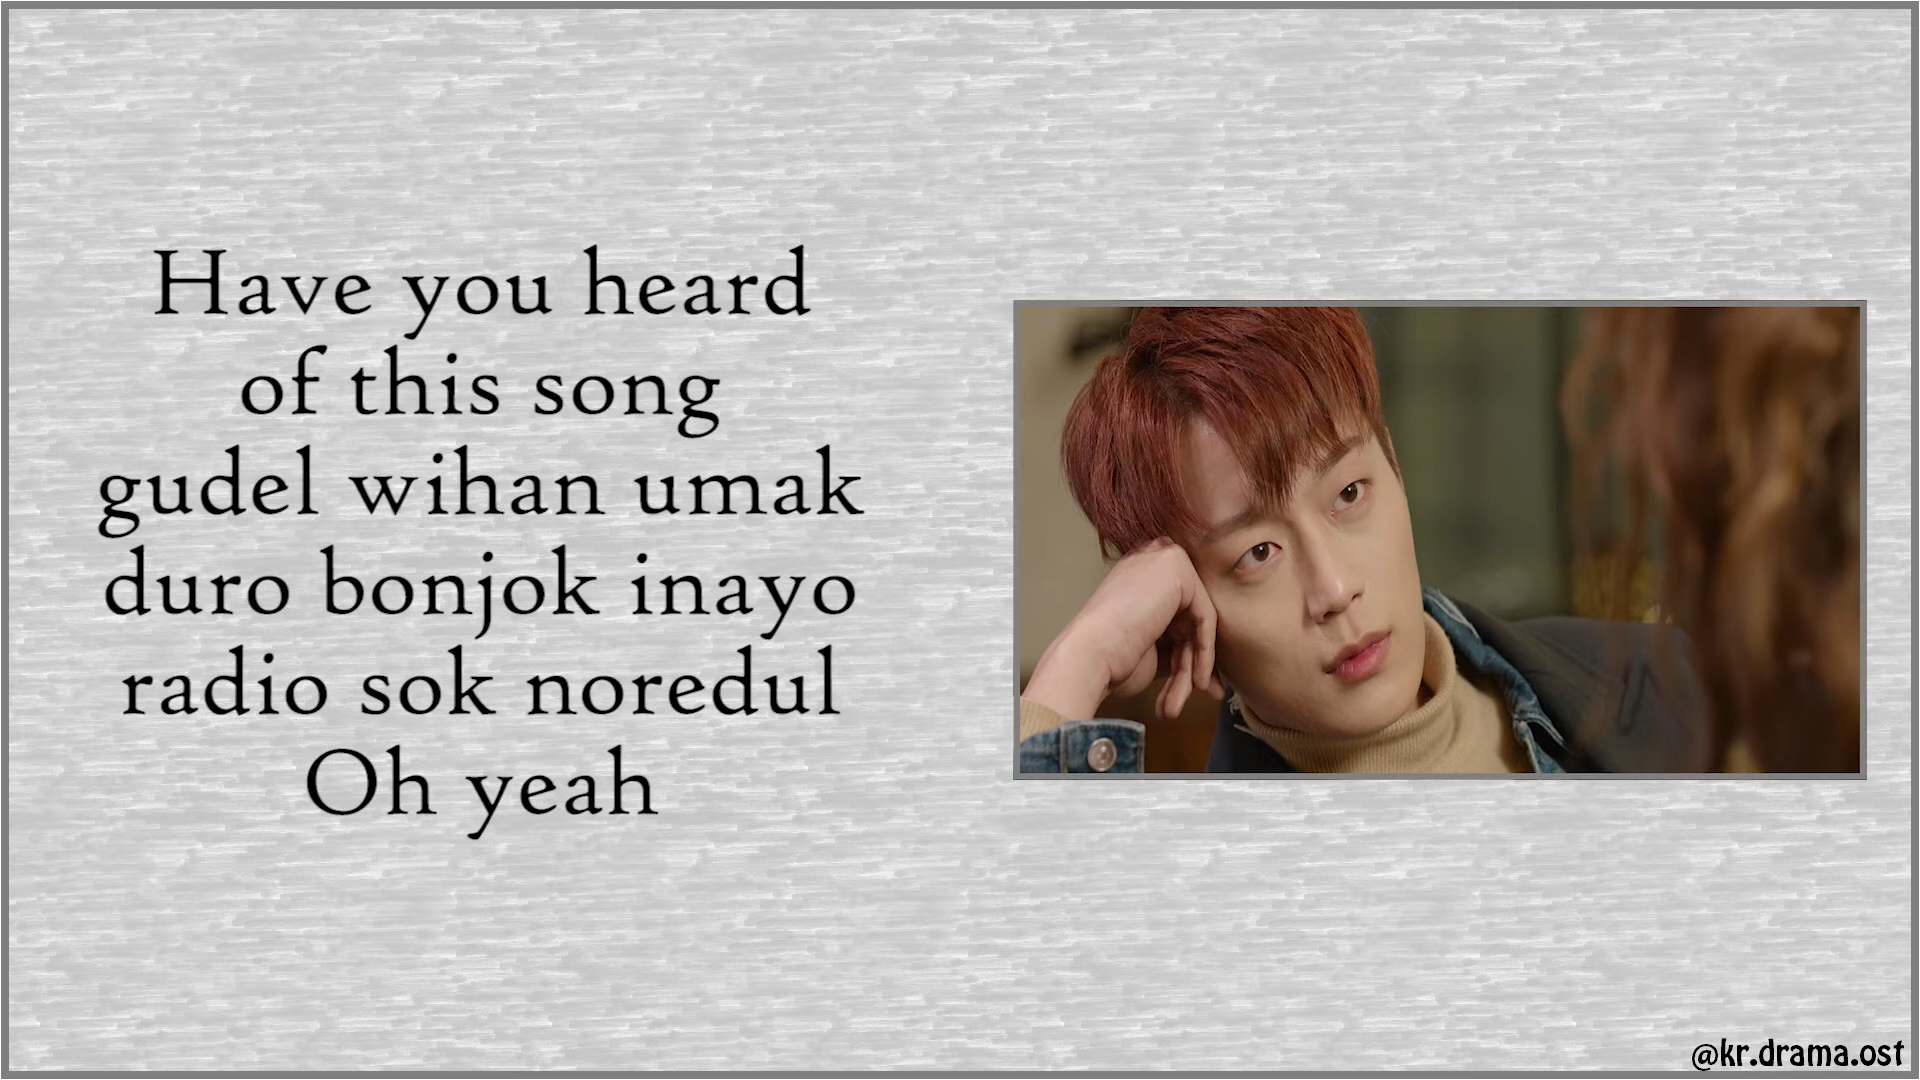 Have you heard
of this song
gudel wihan umak
duro bonjok inayo
radio sok noredul
Oh yeah
@kr.drama.ost